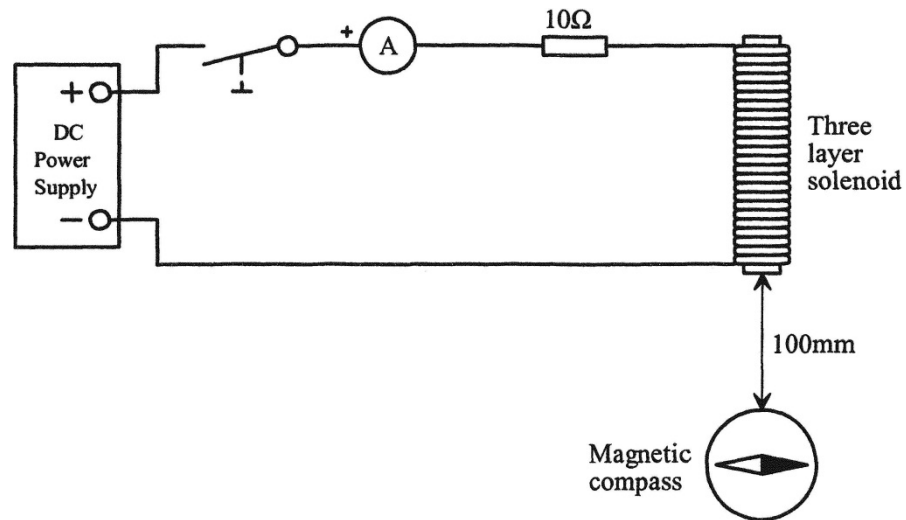 10Ω
+
A
+
DC
Power
Supply
−
Three
layer
solenoid
100mm
Magnetic
compass